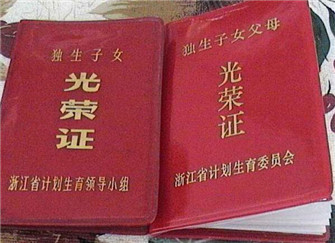 独生子女
光荣证
浙江省计划生育领导小组
独生子女父母
光荣证
浙江省计划生育委员会